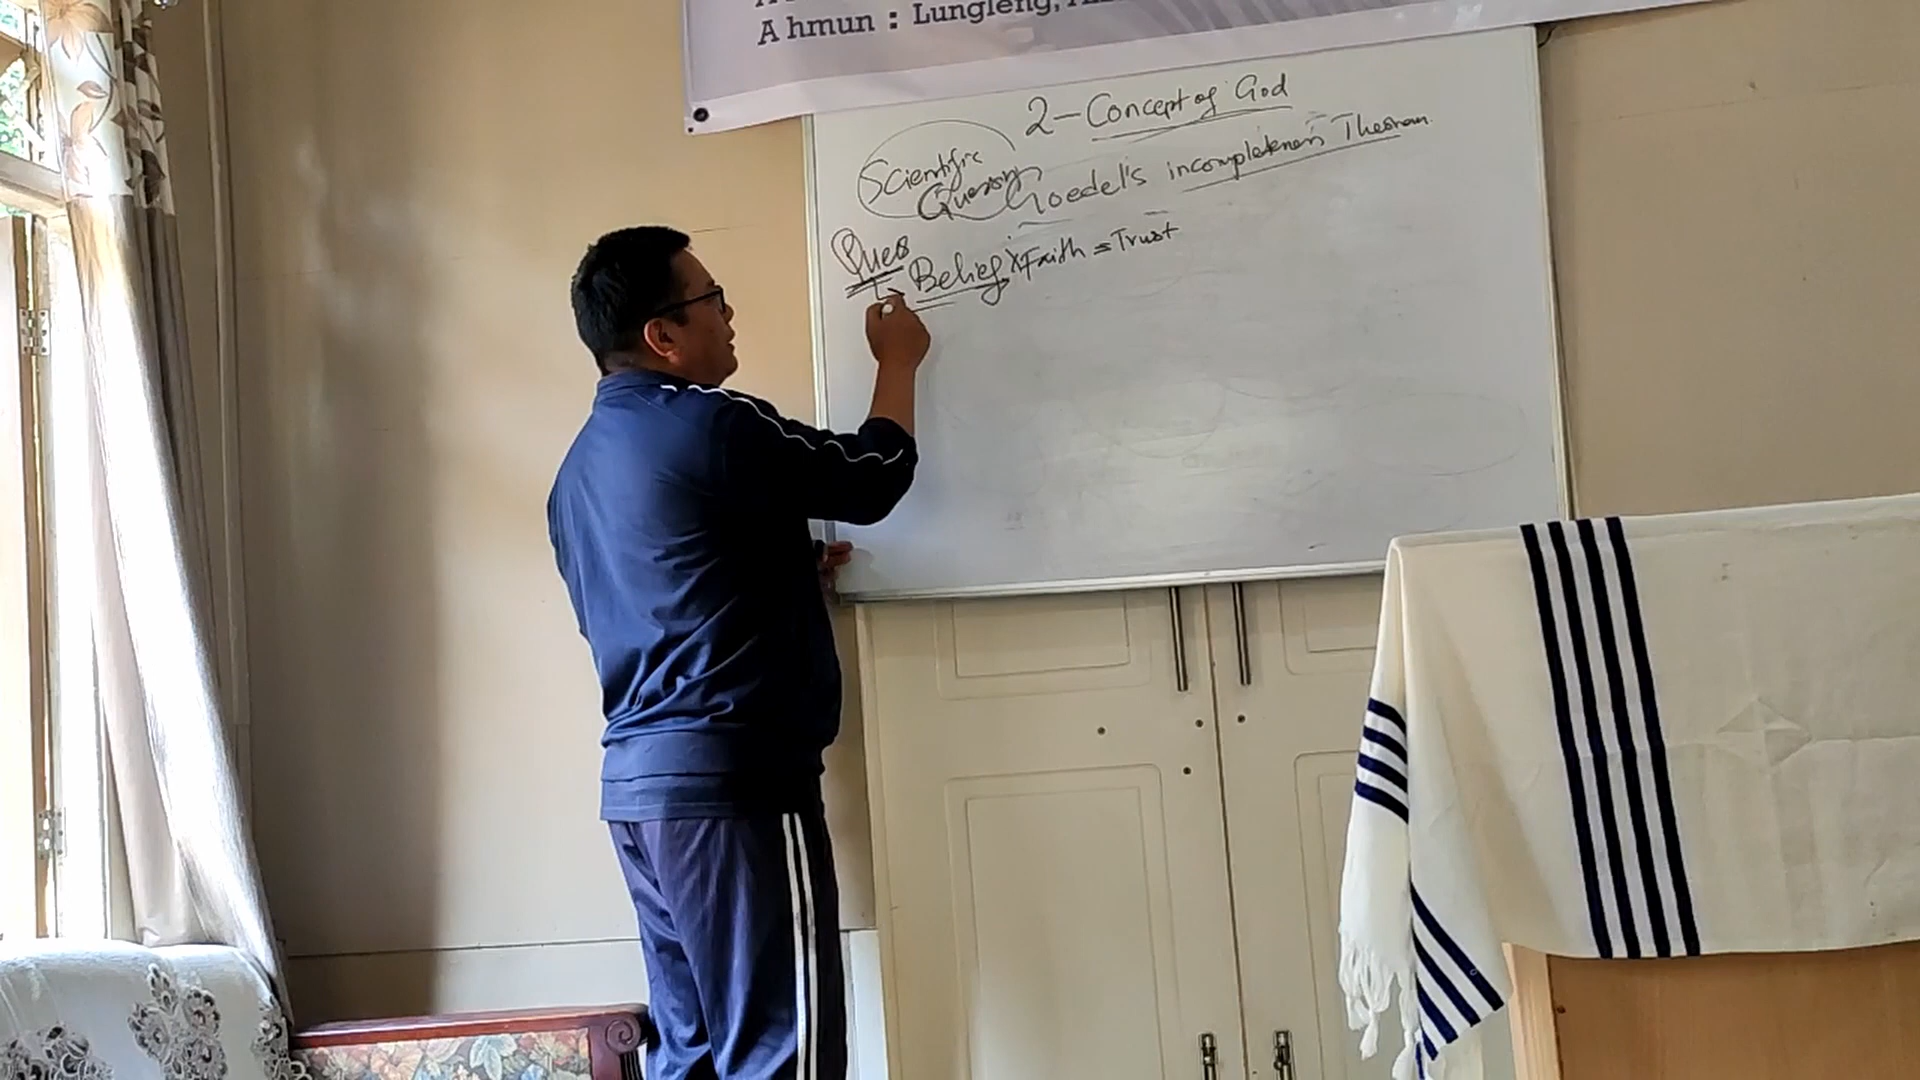 A hmun : Lungleng,
2 - Concept of God
Scientific
Question
Goedel's incompleteness Theorem
Ques
Belief Faith = Trust